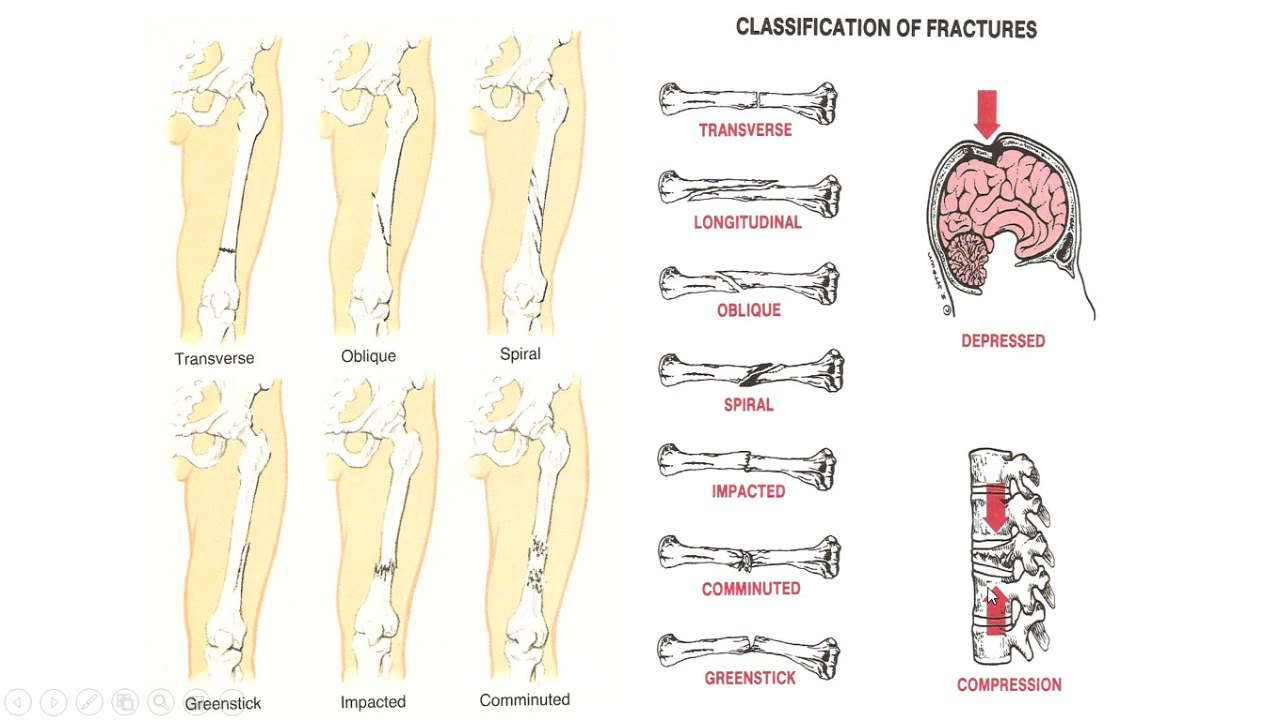 CLASSIFICATION OF FRACTURES
Transverse
Oblique
Spiral
Greenstick
Impacted
Comminuted
TRANSVERSE
LONGITUDINAL
OBLIQUE
SPIRAL
IMPACTED
COMMINUTED
GREENSTICK
DEPRESSED
COMPRESSION